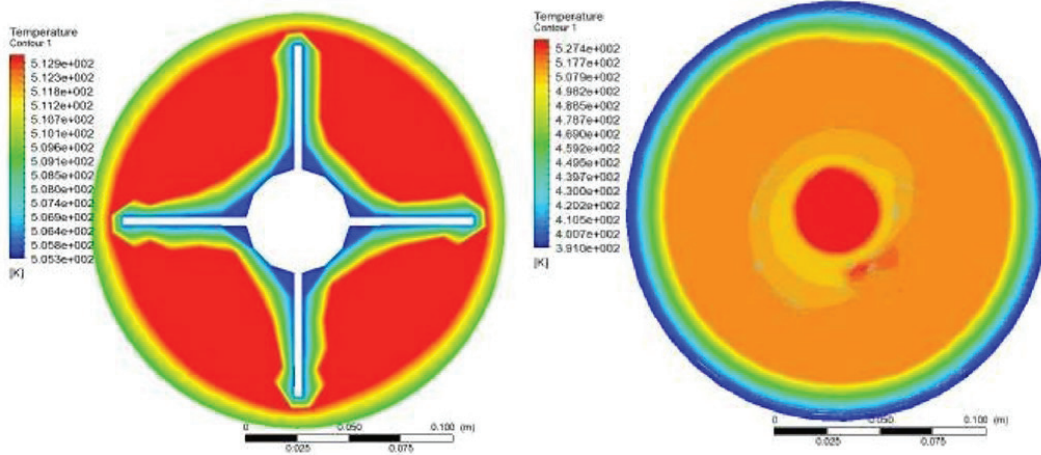 Temperature
Contour 1
5.129e+002
5.123e+002
5.118e+002
5.112e+002
5.107e+002
5.101e+002
5.096e+002
5.091e+002
5.085e+002
5.080e+002
5.074e+002
5.069e+002
5.064e+002
5.058e+002
5.053e+002
[K]
0 0.050 0.100 (m)
0.025 0.075
Temperature
Contour 1
5.274e+002
5.177e+002
5.079e+002
4.982e+002
4.885e+002
4.787e+002
4.690e+002
4.592e+002
4.495e+002
4.397e+002
4.300e+002
4.202e+002
4.105e+002
4.007e+002
3.910e+002
[K]
0 0.050 0.100 (m)
0.025 0.075